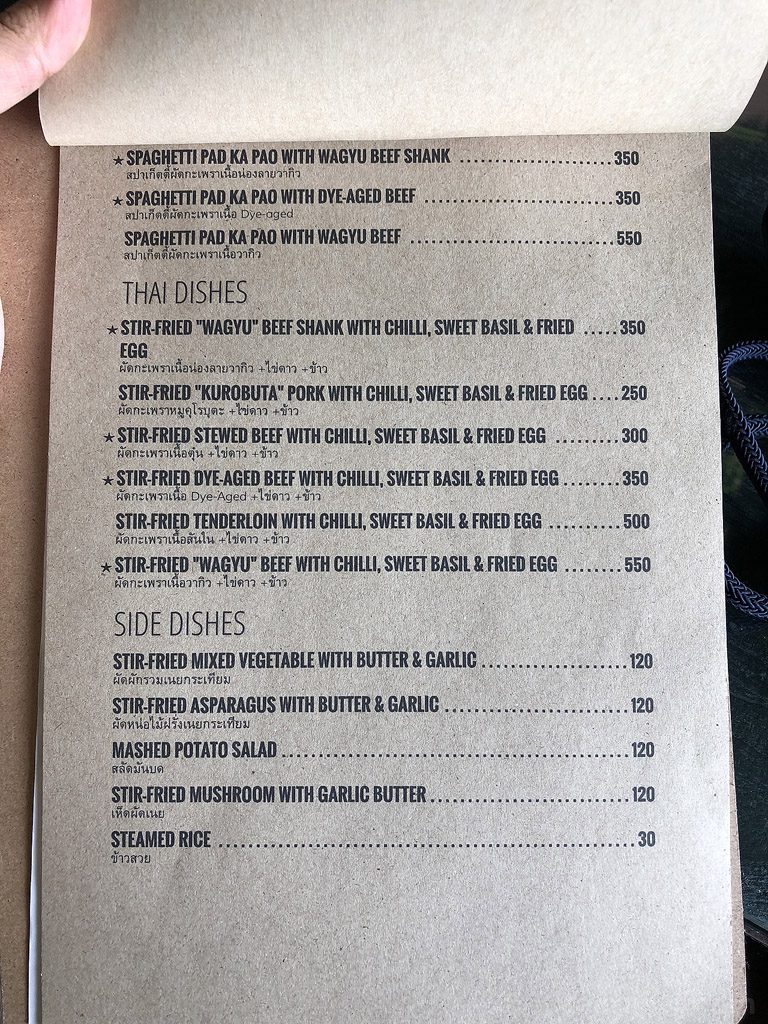 ★ SPAGHETTI PAD KA PAO WITH WAGYU BEEF SHANK ......................350
สปาเก็ตตี้ผัดกะเพราเนื้อน่องลายวากิว
★ SPAGHETTI PAD KA PAO WITH DYE-AGED BEEF ...........................350
สปาเก็ตตี้ผัดกะเพราเนื้อ Dye-aged
SPAGHETTI PAD KA PAO WITH WAGYU BEEF .............................550
สปาเก็ตตี้ผัดกะเพราเนื้อวากิว
THAI DISHES
★ STIR-FRIED "WAGYU" BEEF SHANK WITH CHILLI, SWEET BASIL & FRIED .....350
EGG
ผัดกะเพราเนื้อน่องลายวากิว +ไข่ดาว +ข้าว
STIR-FRIED "KUROBUTA" PORK WITH CHILLI, SWEET BASIL & FRIED EGG ....250
ผัดกะเพราหมูคุโรบุตะ +ไข่ดาว +ข้าว
★ STIR-FRIED STEWED BEEF WITH CHILLI, SWEET BASIL & FRIED EGG .........300
ผัดกะเพราเนื้อตุ๋น +ไข่ดาว +ข้าว
★ STIR-FRIED DYE-AGED BEEF WITH CHILLI, SWEET BASIL & FRIED EGG ........350
ผัดกะเพราเนื้อ Dye-Aged +ไข่ดาว +ข้าว
STIR-FRIED TENDERLOIN WITH CHILLI, SWEET BASIL & FRIED EGG ..........500
ผัดกะเพราเนื้อสันใน +ไข่ดาว +ข้าว
★ STIR-FRIED "WAGYU" BEEF WITH CHILLI, SWEET BASIL & FRIED EGG ........550
ผัดกะเพราเนื้อวากิว +ไข่ดาว +ข้าว
SIDE DISHES
STIR-FRIED MIXED VEGETABLE WITH BUTTER & GARLIC .....................120
ผัดผักรวมเนยกระเทียม
STIR-FRIED ASPARAGUS WITH BUTTER & GARLIC ..........................120
ผัดหน่อไม้ฝรั่งเนยกระเทียม
MASHED POTATO SALAD .................................................120
สลัดมันบด
STIR-FRIED MUSHROOM WITH GARLIC BUTTER ............................120
เห็ดผัดเนย
STEAMED RICE ...........................................................30
ข้าวสวย